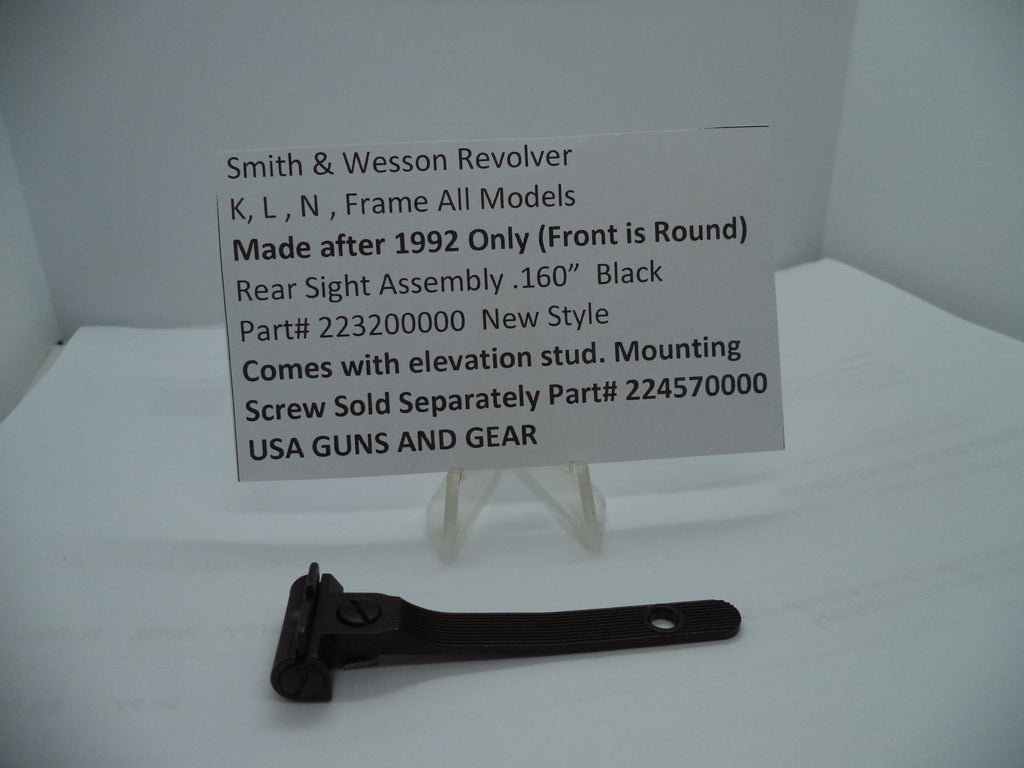 Smith & Wesson Revolver
K, L , N , Frame All Models
Made after 1992 Only (Front is Round)
Rear Sight Assembly .160” Black
Part# 223200000 New Style
Comes with elevation stud. Mounting
Screw Sold Separately Part# 224570000
USA GUNS AND GEAR